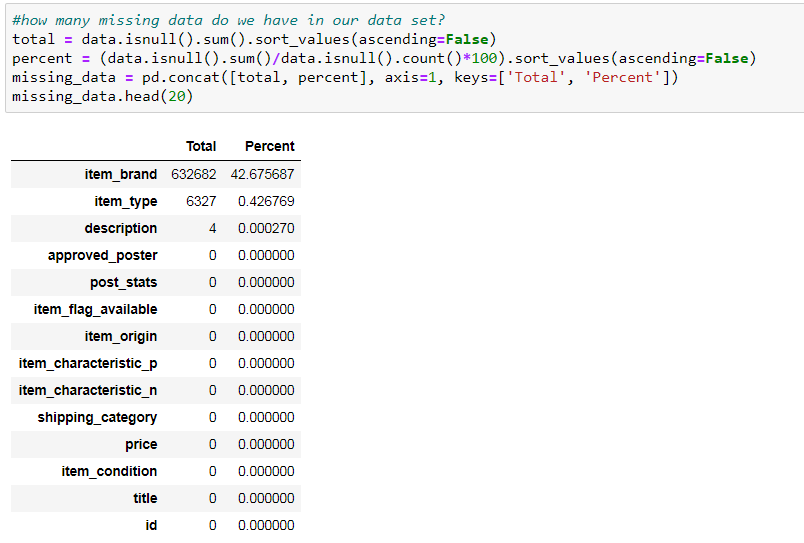 #how many missing data do we have in our data set?
total = data.isnull().sum().sort_values(ascending=False)
percent = (data.isnull().sum()/data.isnull().count()*100).sort_values(ascending=False)
missing_data = pd.concat([total, percent], axis=1, keys=['Total', 'Percent'])
missing_data.head(20)
Total Percent
item_brand 632682 42.675687
item_type 6327 0.426769
description 4 0.000270
approved_poster 0 0.000000
post_stats 0 0.000000
item_flag_available 0 0.000000
item_origin 0 0.000000
item_characteristic_p 0 0.000000
item_characteristic_n 0 0.000000
shipping_category 0 0.000000
price 0 0.000000
item_condition 0 0.000000
title 0 0.000000
id 0 0.000000